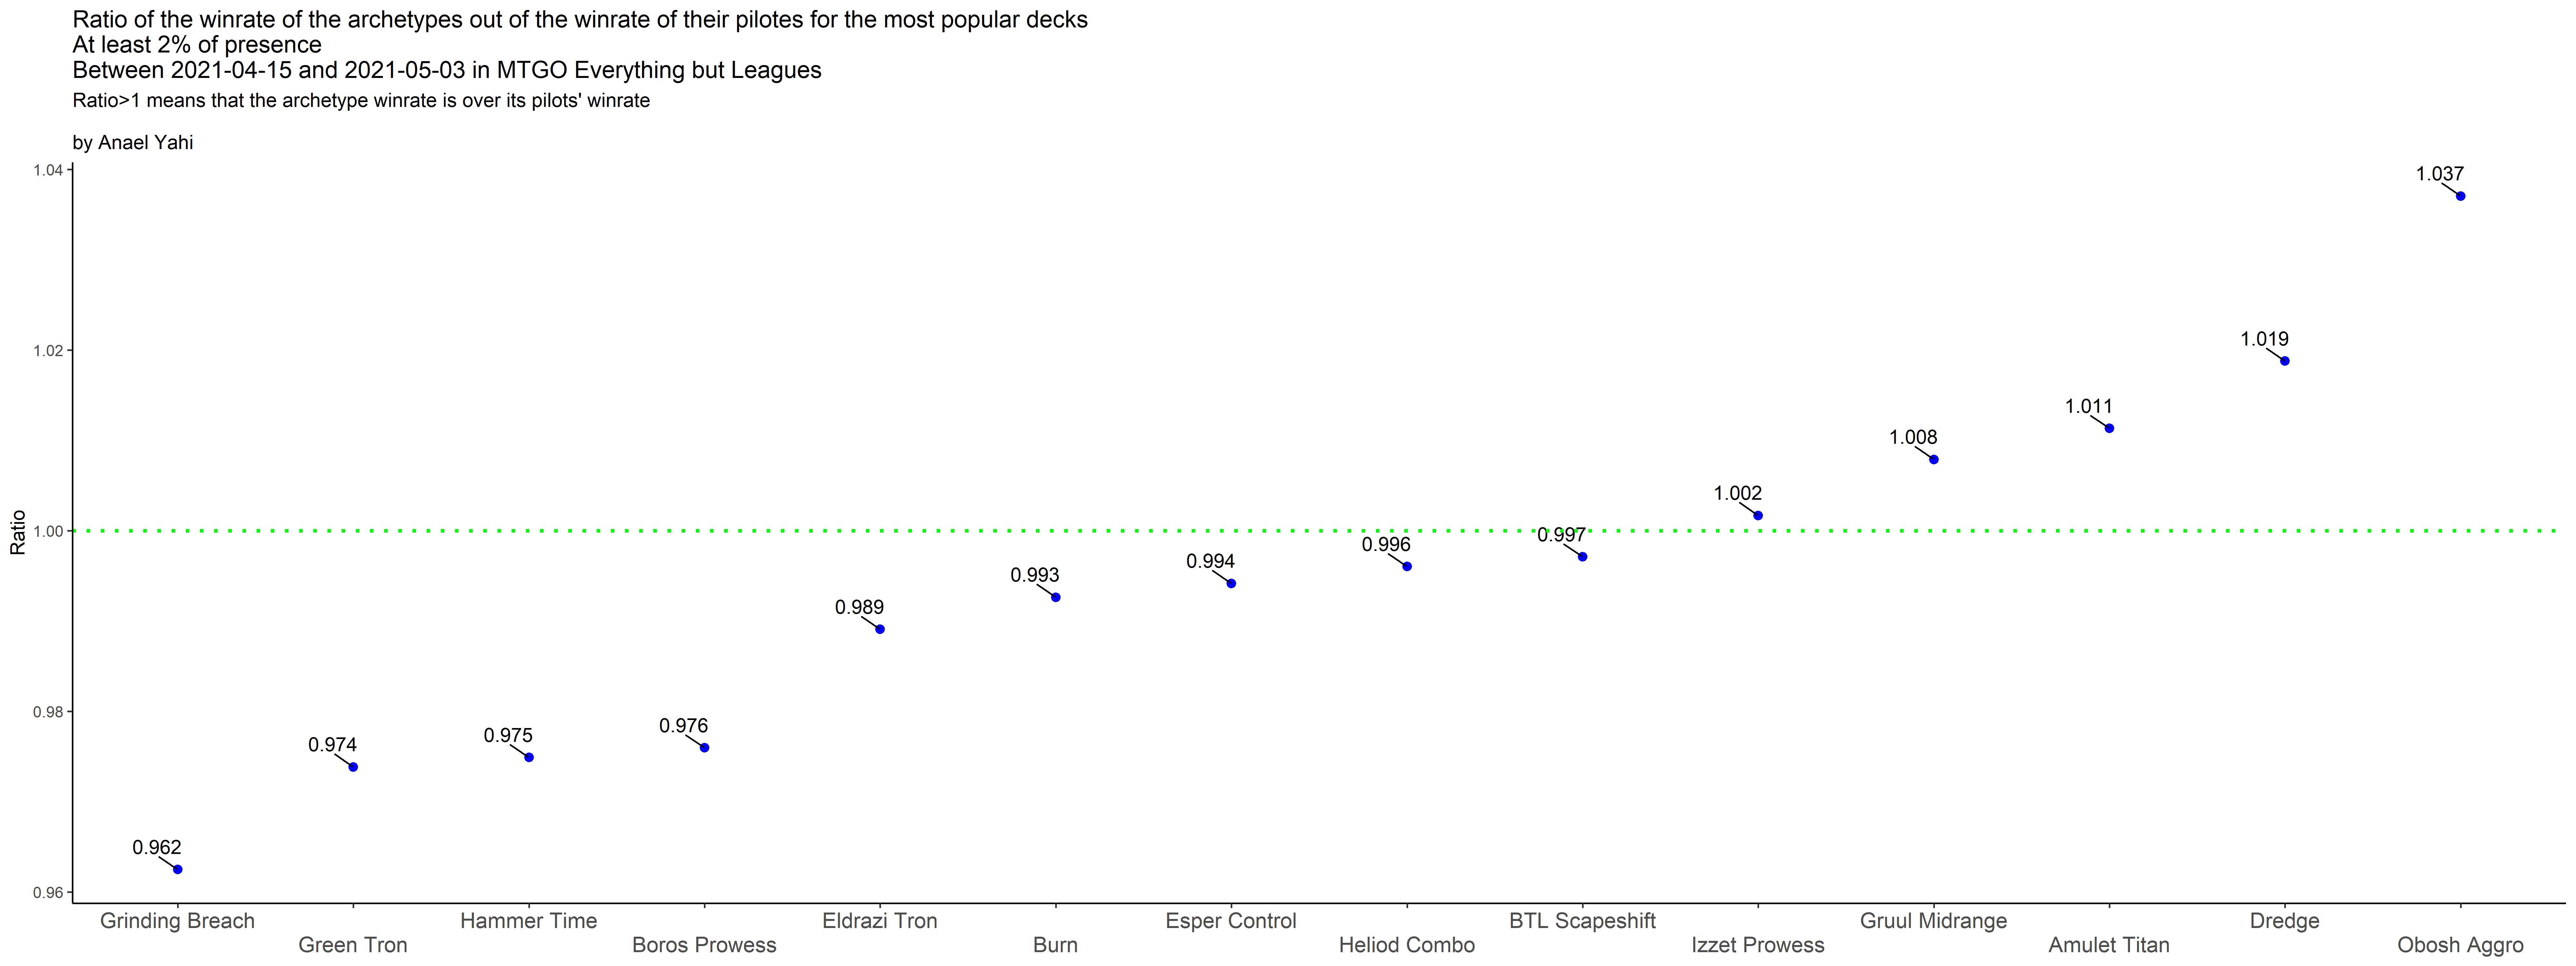 Ratio of the winrate of the archetypes out of the winrate of their pilotes for the most popular decks
At least 2% of presence
Between 2021-04-15 and 2021-05-03 in MTGO Everything but Leagues
Ratio>1 means that the archetype winrate is over its pilots' winrate
by Anael Yahi
1.04
1.02
1.00
0.98
0.96
Ratio
0.962
0.974
0.975
0.976
0.989
0.993
0.994
0.996
0.997
1.002
1.008
1.011
1.019
1.037
Grinding Breach
Green Tron
Hammer Time
Boros Prowess
Eldrazi Tron
Burn
Esper Control
Heliod Combo
BTL Scapeshift
Izzet Prowess
Gruul Midrange
Amulet Titan
Dredge
Obosh Aggro